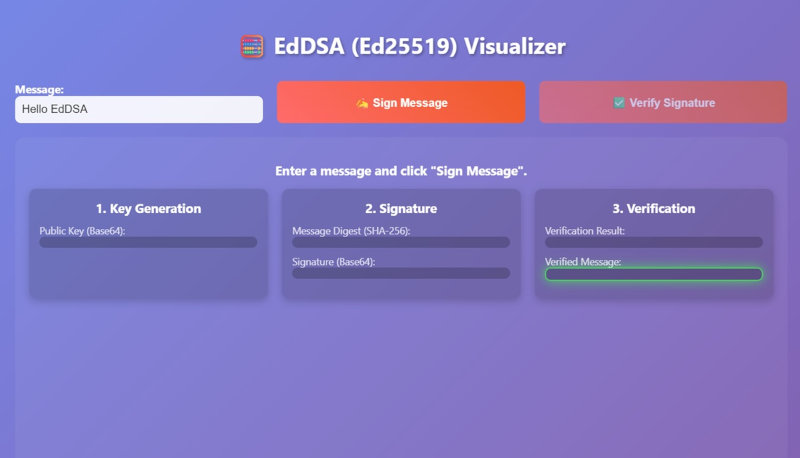 🧮 EdDSA (Ed25519) Visualizer
Message:
Hello EdDSA
✍️ Sign Message
☑️ Verify Signature
Enter a message and click "Sign Message".
1. Key Generation
Public Key (Base64):
2. Signature
Message Digest (SHA-256):
Signature (Base64):
3. Verification
Verification Result:
Verified Message: